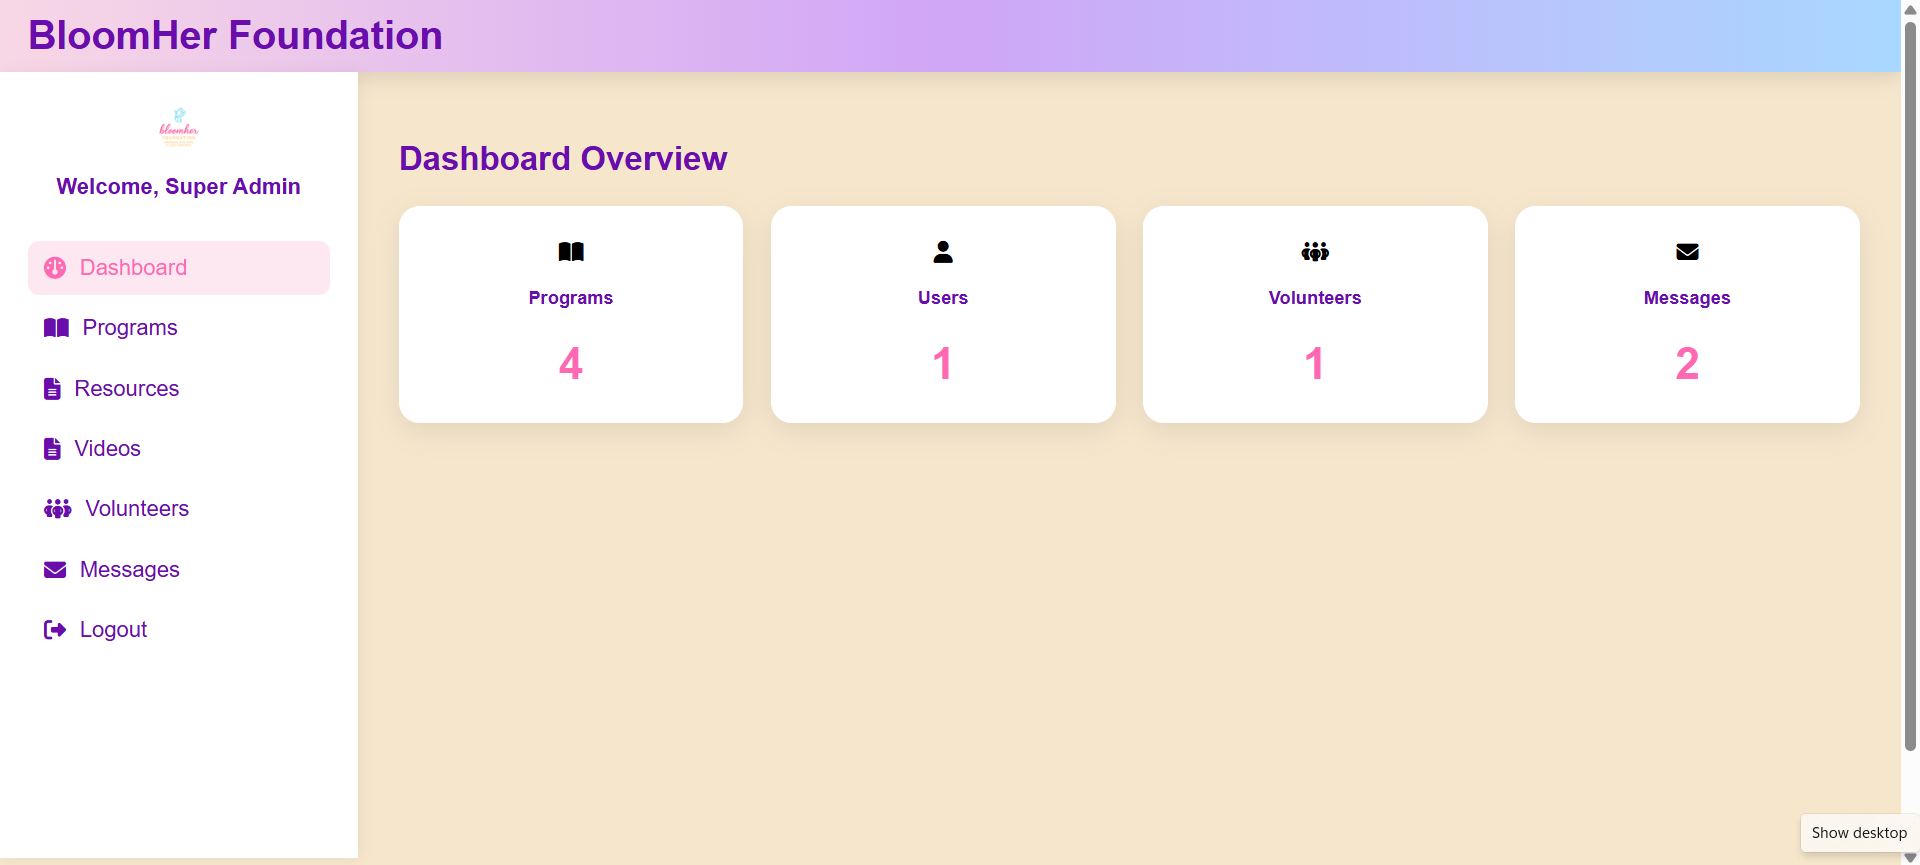 BloomHer Foundation
bloomher
Welcome, Super Admin
Dashboard
Programs
Resources
Videos
Volunteers
Messages
Logout
Dashboard Overview
Programs
4
Users
1
Volunteers
1
Messages
2
Show desktop